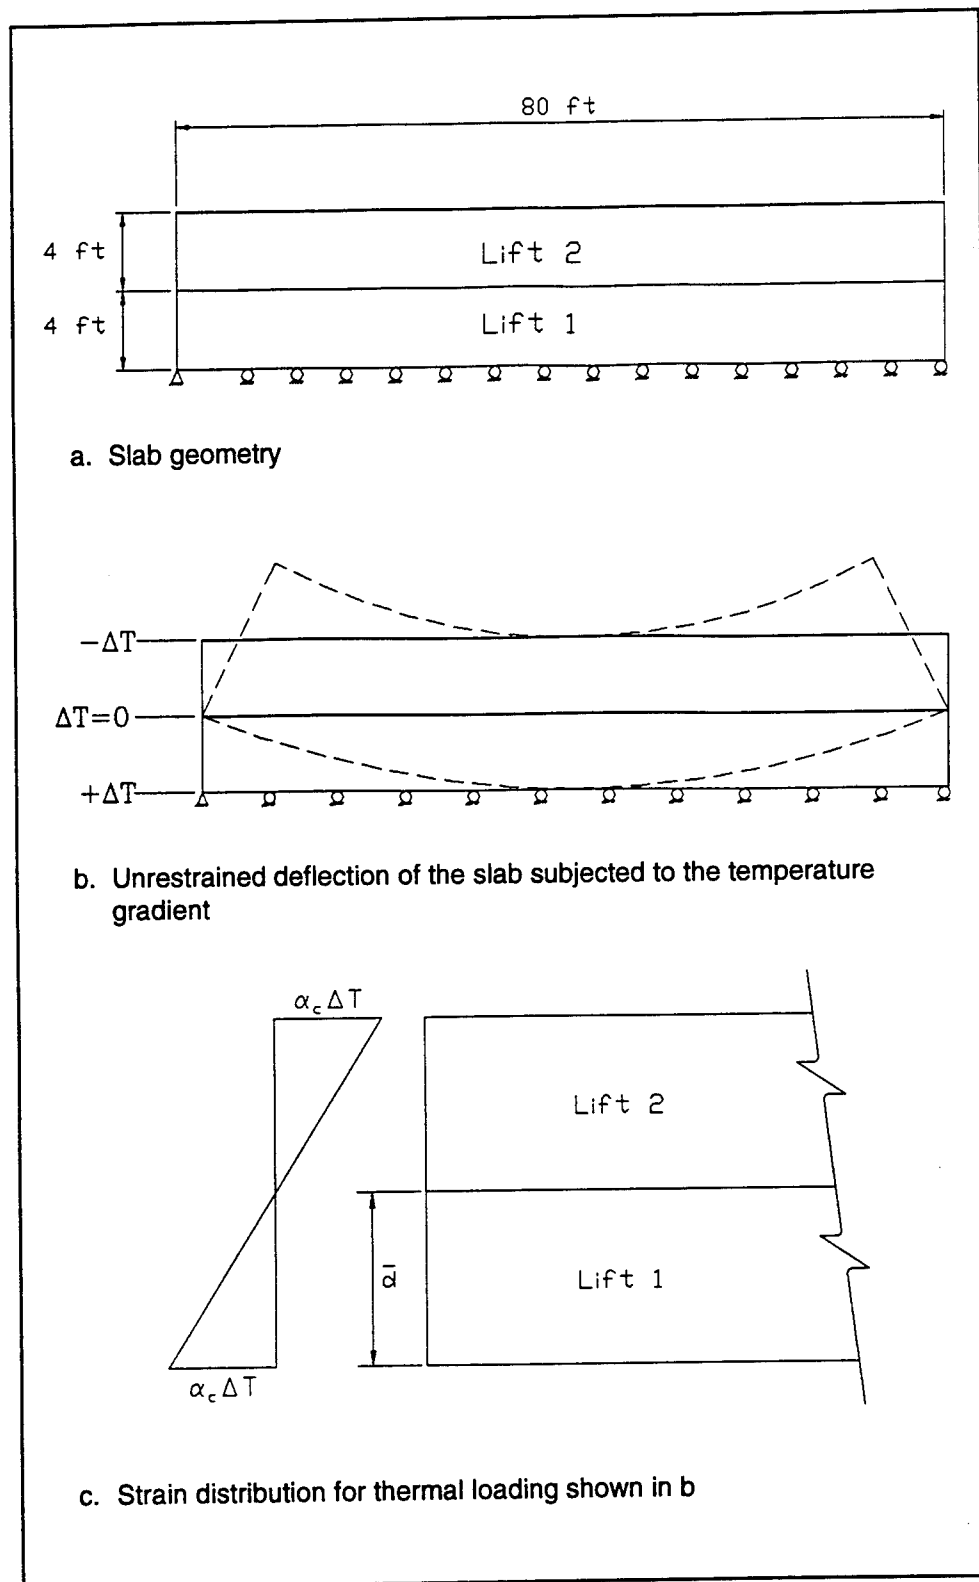 80 ft
4 ft
Lift 2
4 ft
Lift 1
a. Slab geometry
−ΔT
ΔT=0
+ΔT
b. Unrestrained deflection of the slab subjected to the temperature
gradient
α_c ΔT
Lift 2
d̄
Lift 1
α_c ΔT
c. Strain distribution for thermal loading shown in b